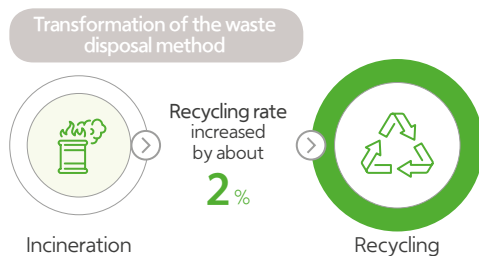 Transformation of the waste
disposal method
Recycling rate
increased
by about
2 %
Incineration
Recycling